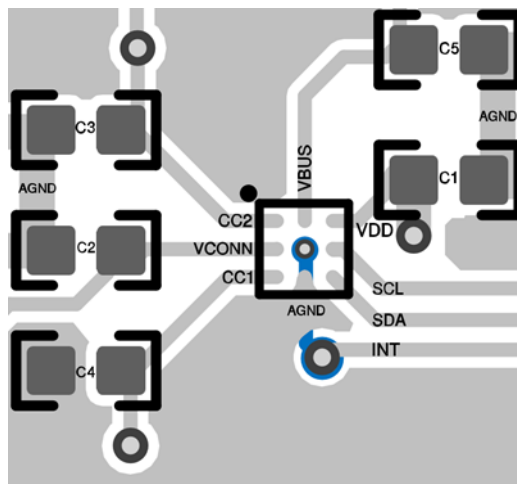 C5
C3
AGND
VBUS
AGND
C1
CC2
VDD
C2
VCONN
CC1
SCL
AGND
SDA
INT
C4